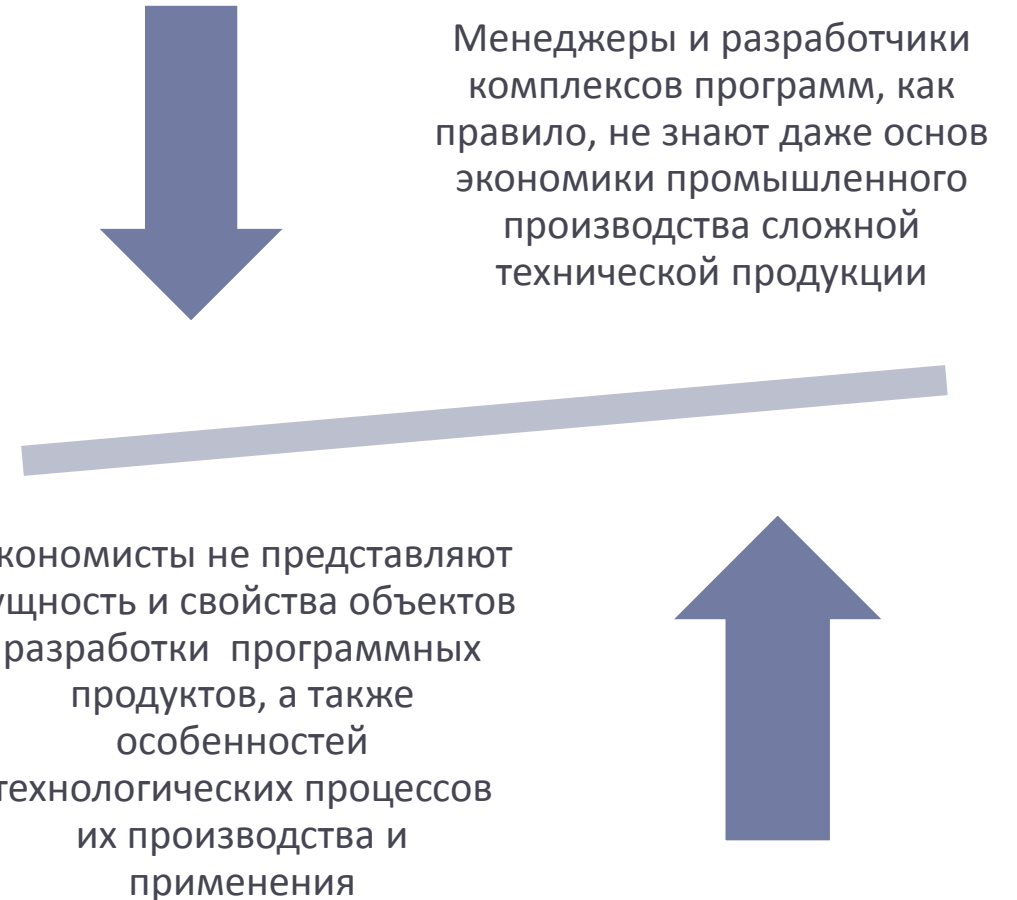 Менеджеры и разработчики
комплексов программ, как
правило, не знают даже основ
экономики промышленного
производства сложной
технической продукции
кономисты не представляют
ущность и свойства объектов
разработки программных
продуктов, а также
особенностей
технологических процессов
их производства и
применения